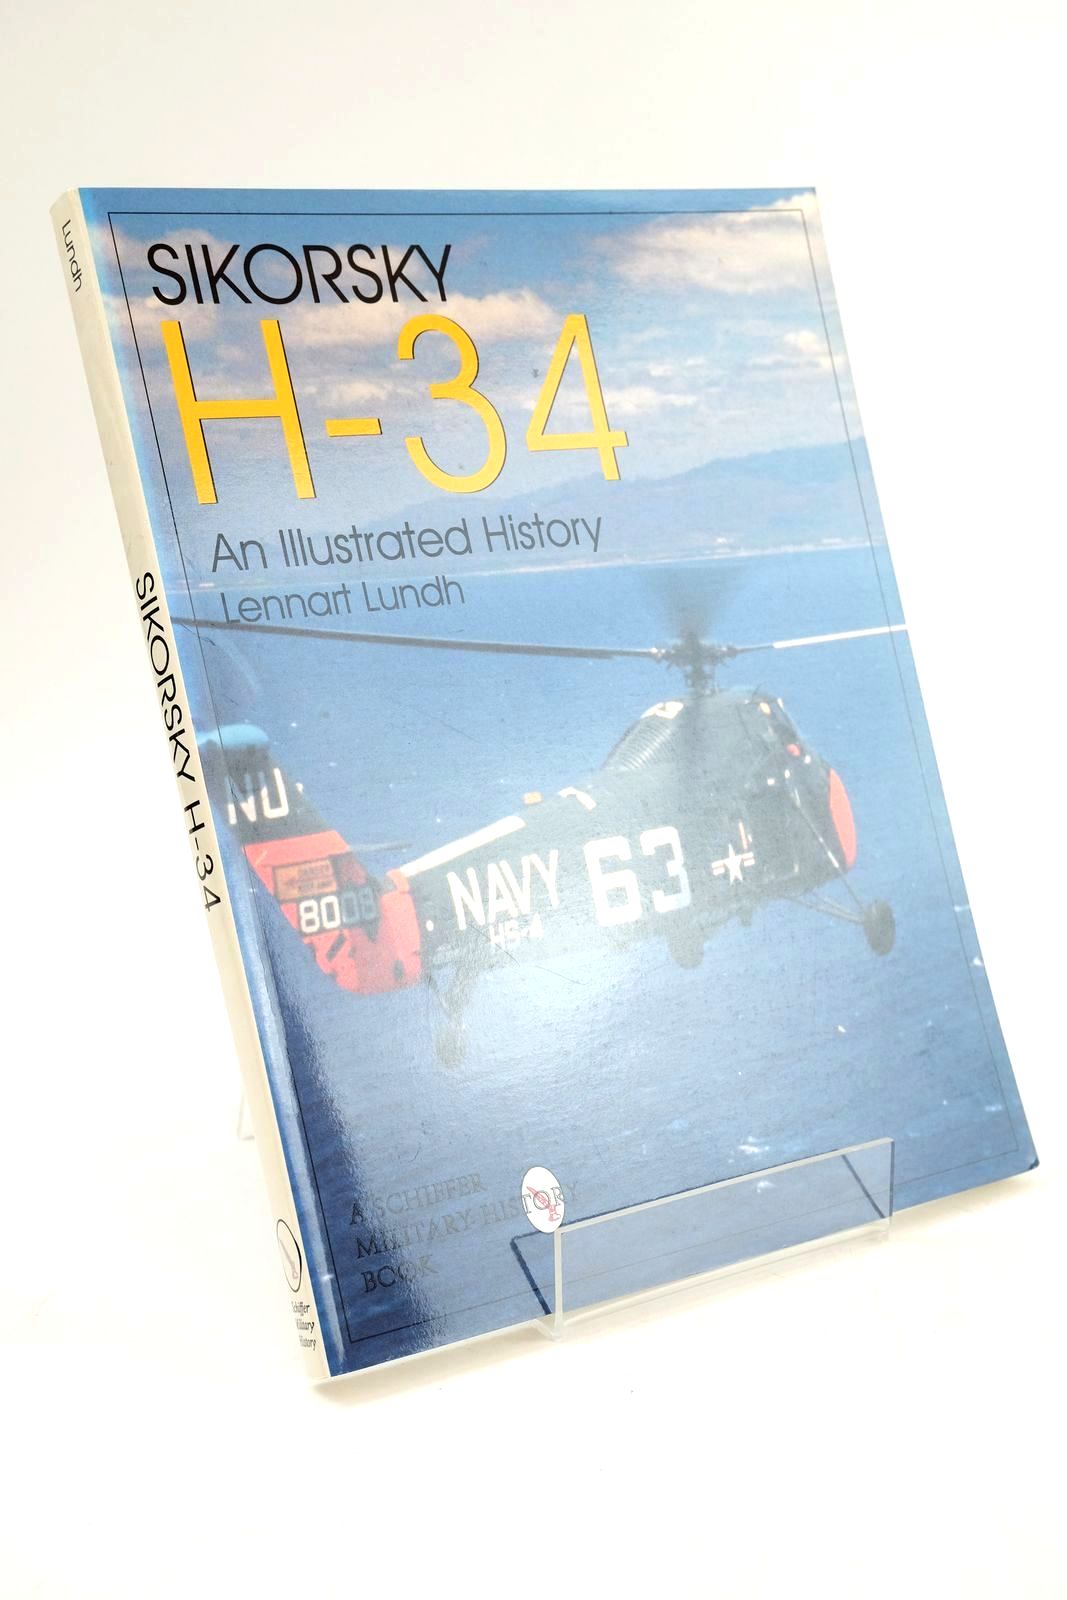 Lundh
SIKORSKY H-34
Schiffer
Military
History
SIKORSKY
H-34
An Illustrated History
Lennart Lundh
NU
8008
NAVY 63
HS-4
A SCHIFFER
MILITARY HISTORY
BOOK